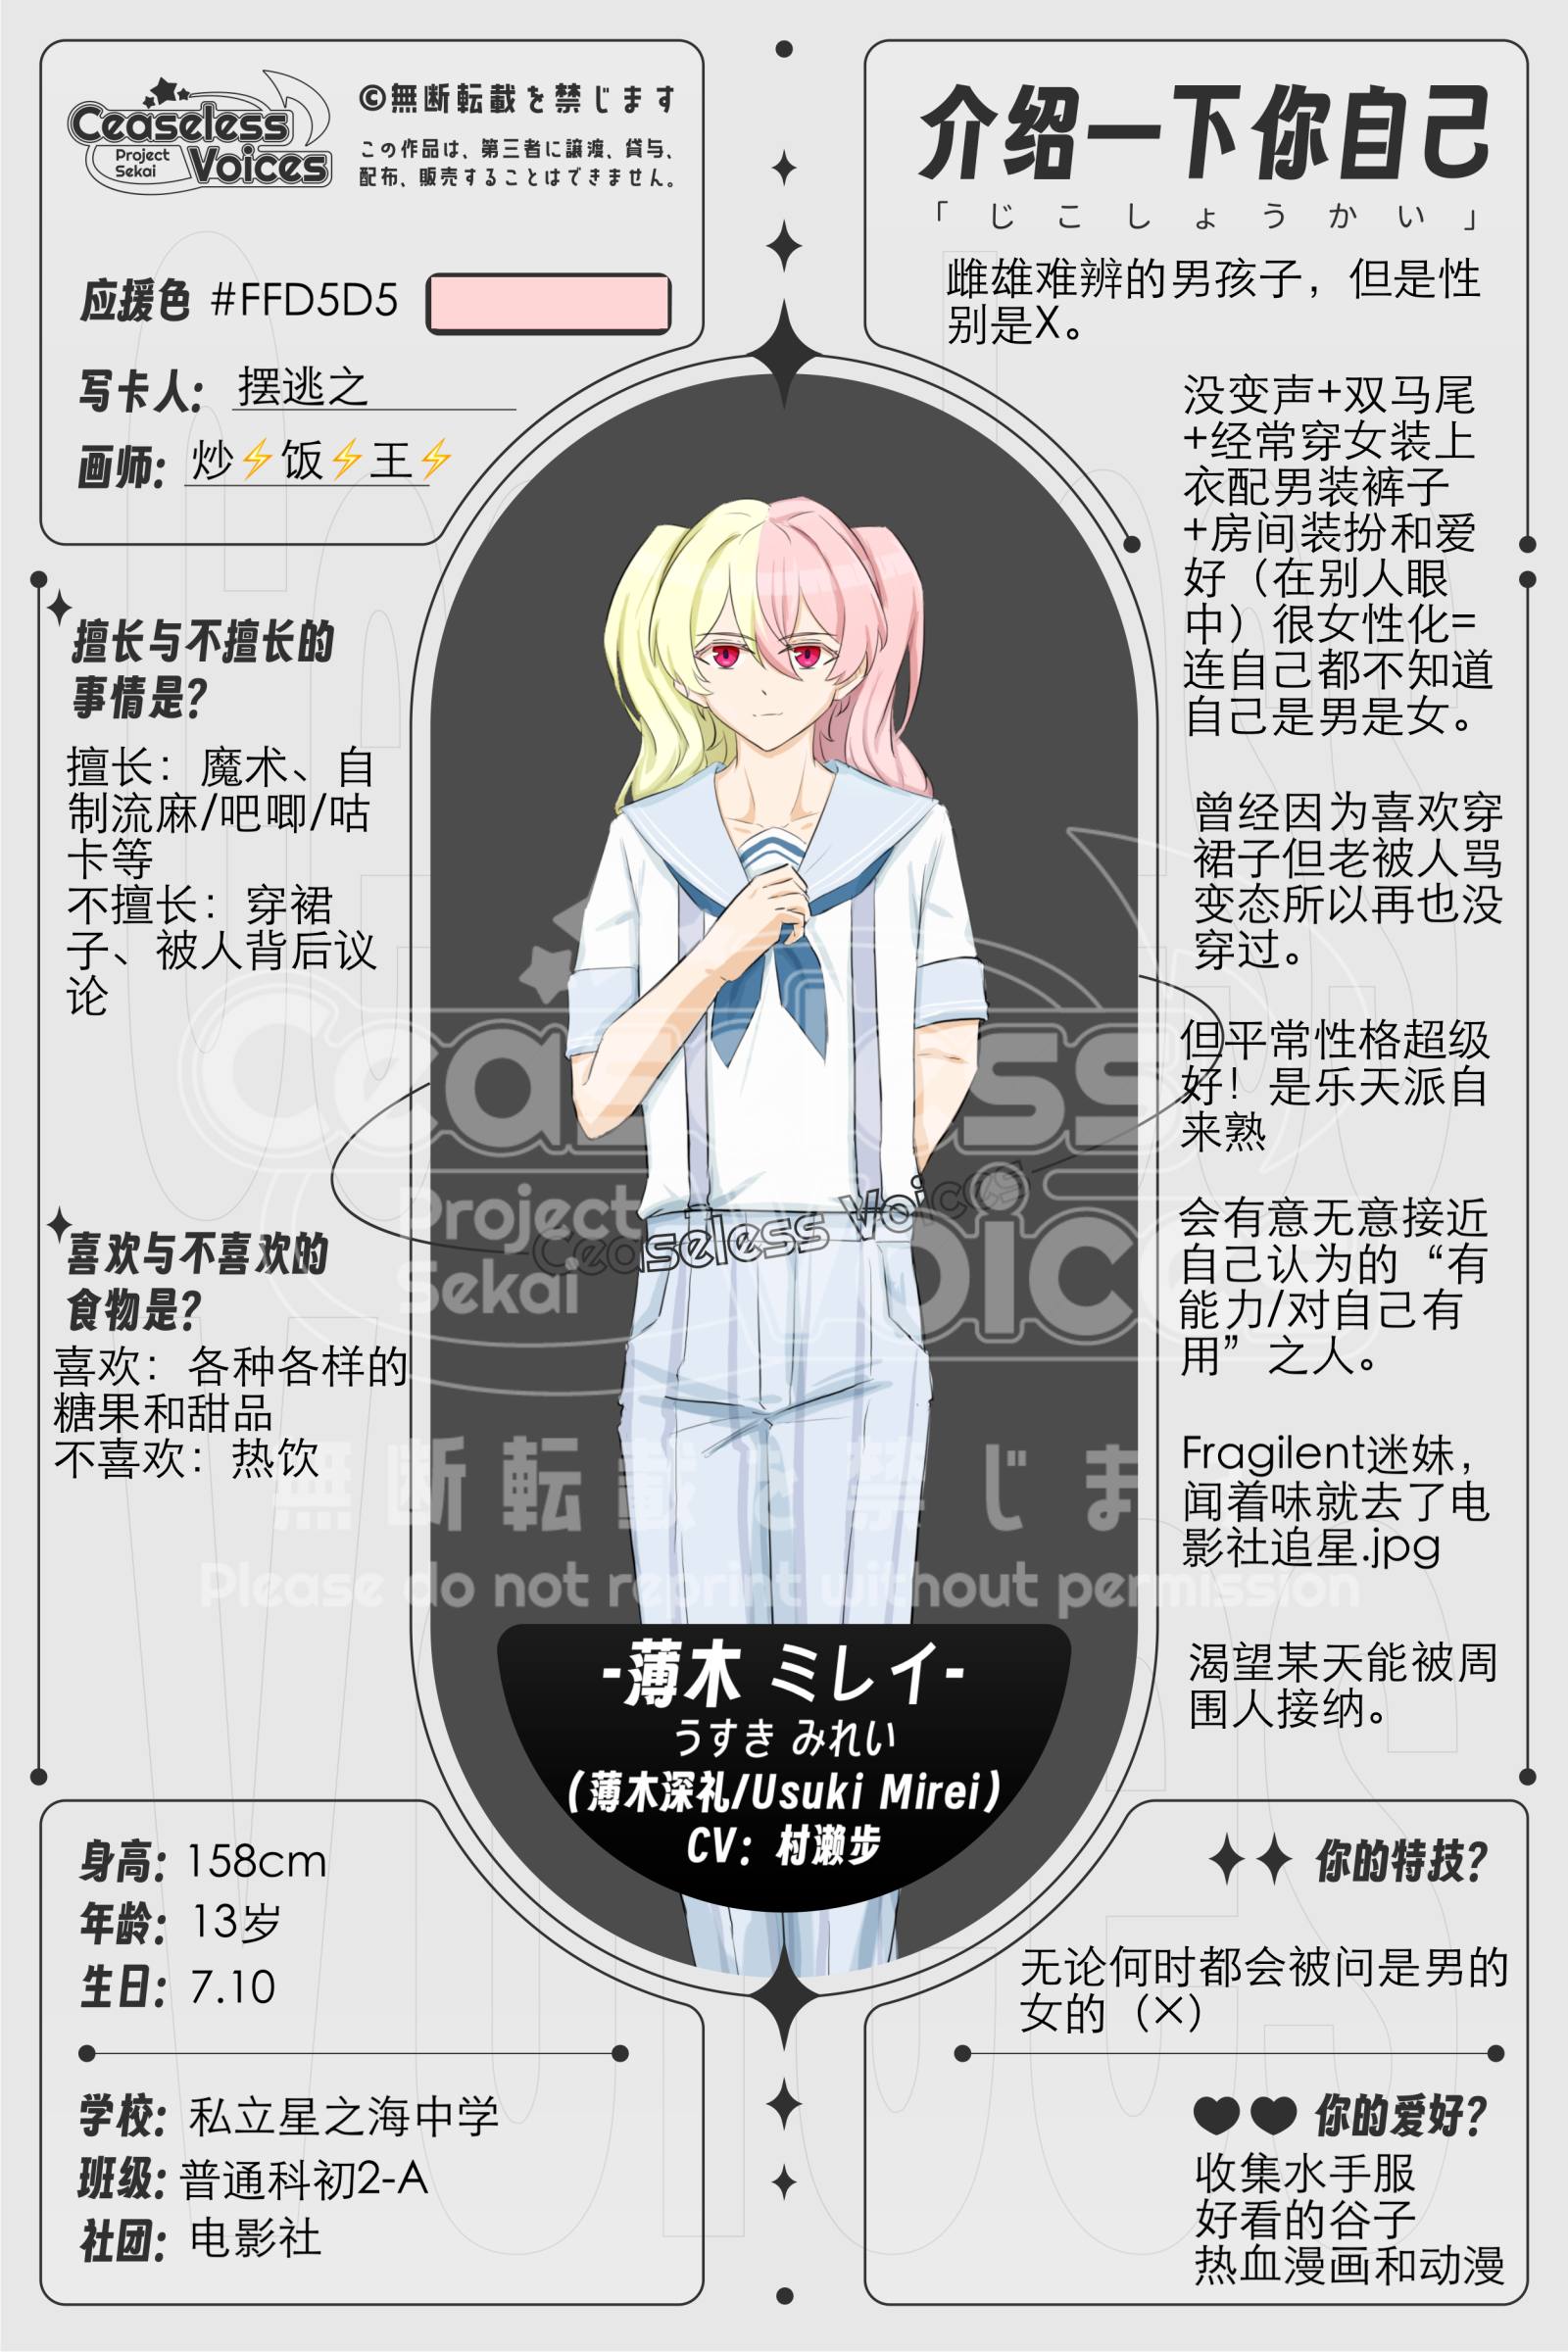 Ceaseless
Project
Sekai
Voices
©無断転載を禁じます
この作品は、第三者に譲渡、貸与、
配布、販売することはできません。
应援色 #FFD5D5
写卡人：摆逃之
画师：炒⚡饭⚡王⚡
介绍一下你自己
「じこしょうかい」
雌雄难辨的男孩子，但是性
别是X。
没变声+双马尾
+经常穿女装上
衣配男装裤子
+房间装扮和爱
好（在别人眼
中）很女性化=
连自己都不知道
自己是男是女。
曾经因为喜欢穿
裙子但老被人骂
变态所以再也没
穿过。
但平常性格超级
好！是乐天派自
来熟
会有意无意接近
自己认为的“有
能力/对自己有
用”之人。
Fragilent迷妹，
闻着味就去了电
影社追星.jpg
渴望某天能被周
围人接纳。
擅长与不擅长的
事情是？
擅长：魔术、自
制流麻/吧唧/咕
卡等
不擅长：穿裙
子、被人背后议
论
喜欢与不喜欢的
食物是？
喜欢：各种各样的
糖果和甜品
不喜欢：热饮
Ceaseless
Project
Sekai
Voices
Ceaseless Voices
無断転載を禁じます
Please do not reprint without permission
-薄木 ミレイ-
うすき みれい
（薄木深礼/Usuki Mirei）
CV：村濑步
身高：158cm
年龄：13岁
生日：7.10
学校：私立星之海中学
班级：普通科初2-A
社团：电影社
你的特技？
无论何时都会被问是男的
女的（×）
你的爱好？
收集水手服
好看的谷子
热血漫画和动漫